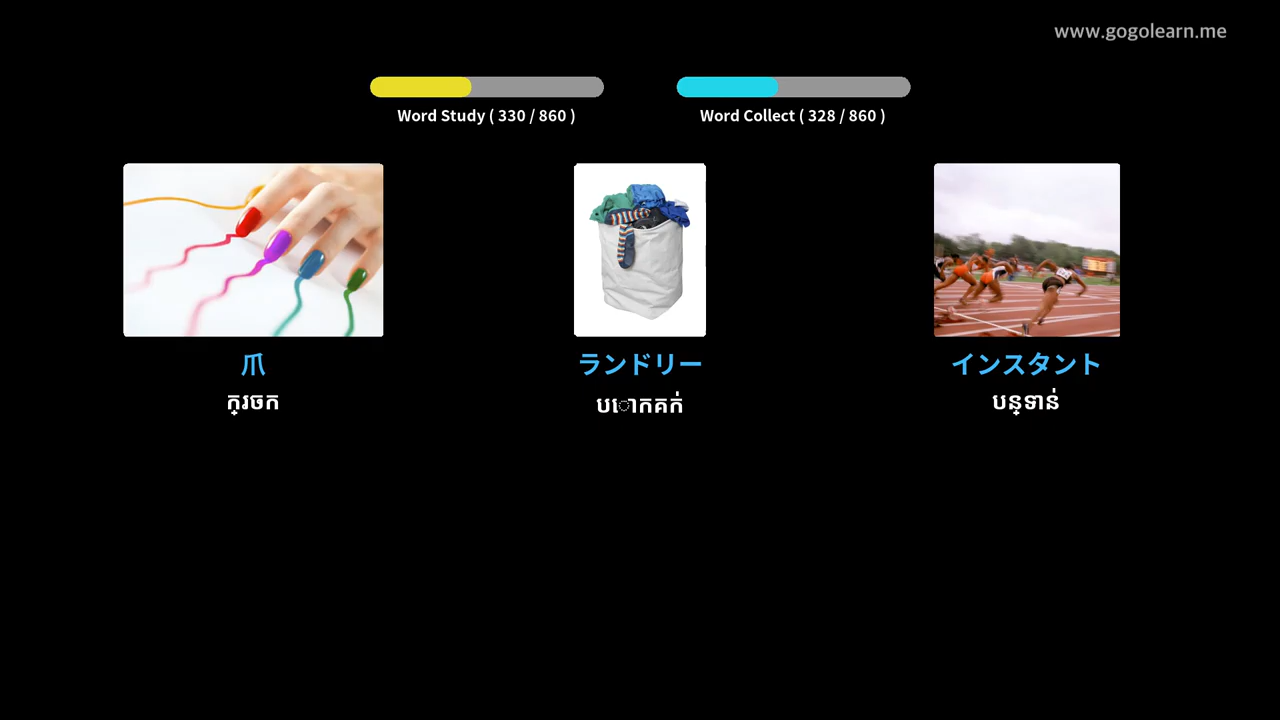 www.gogolearn.me
Word Study ( 330 / 860 )
Word Collect ( 328 / 860 )
爪
ランドリー
インスタント
ក្រចក
បោកគក់
បន្ទាន់